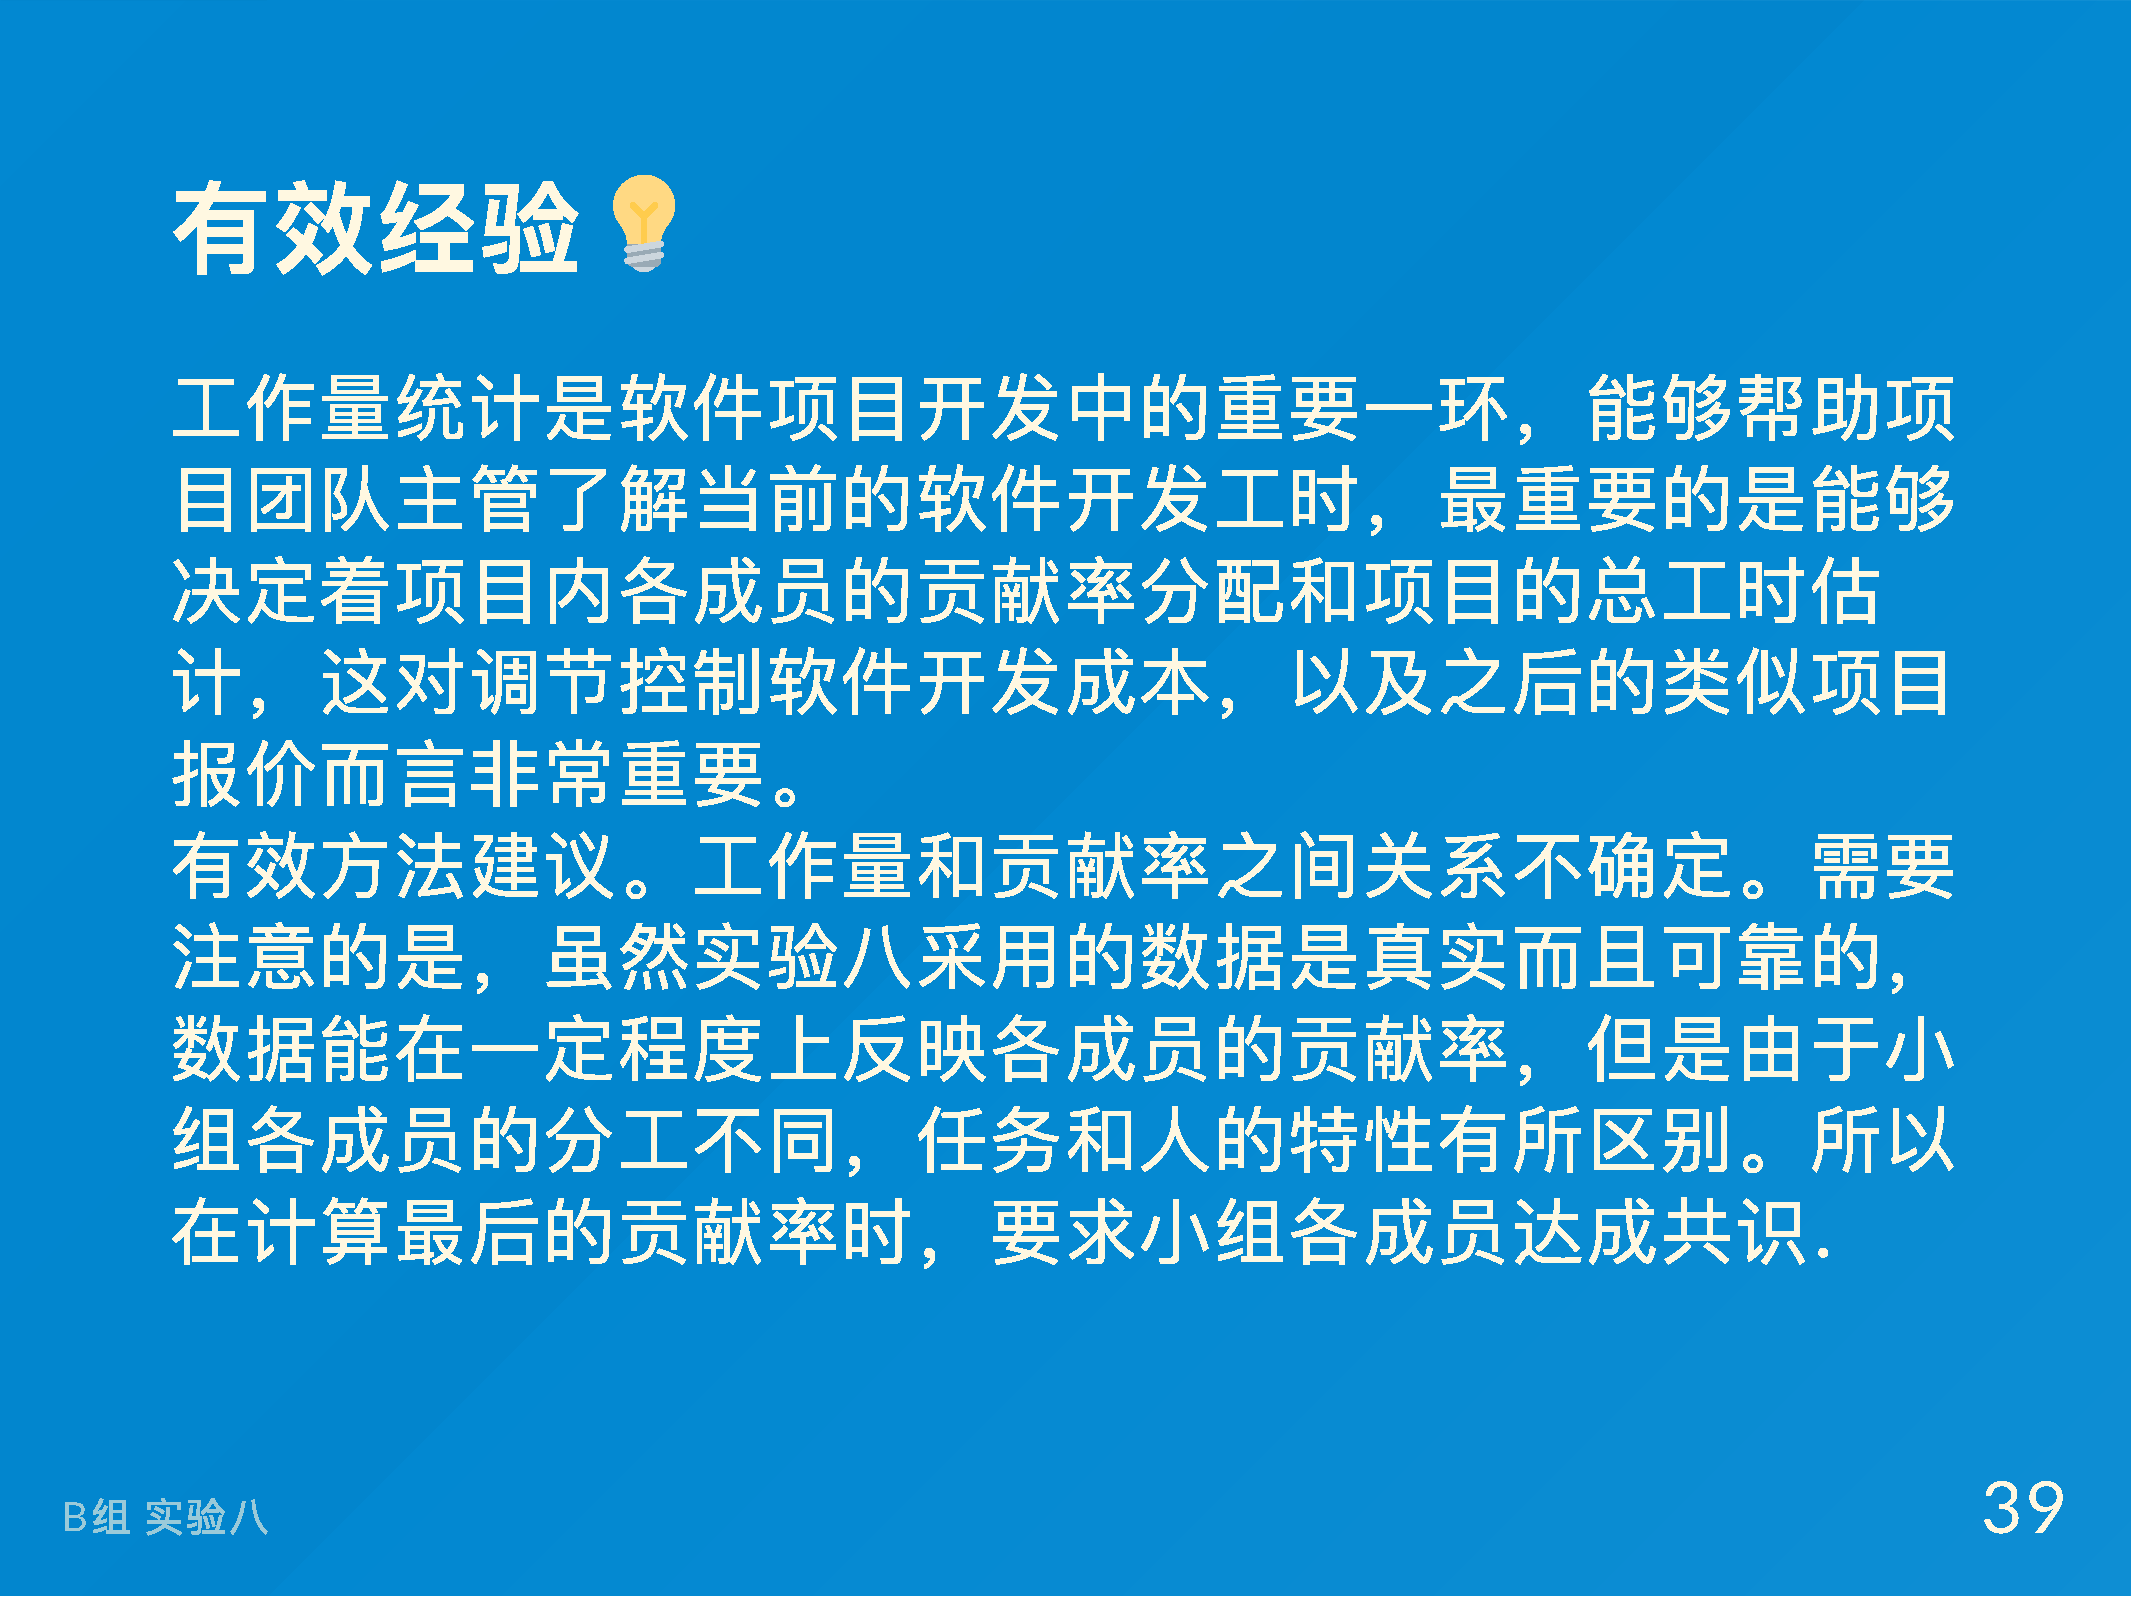 有效经验💡
工作量统计是软件项目开发中的重要一环，能够帮助项
目团队主管了解当前的软件开发工时，最重要的是能够
决定着项目内各成员的贡献率分配和项目的总工时估
计，这对调节控制软件开发成本，以及之后的类似项目
报价而言非常重要。
有效方法建议。工作量和贡献率之间关系不确定。需要
注意的是，虽然实验八采用的数据是真实而且可靠的，
数据能在一定程度上反映各成员的贡献率，但是由于小
组各成员的分工不同，任务和人的特性有所区别。所以
在计算最后的贡献率时，要求小组各成员达成共识.
B组 实验八
39